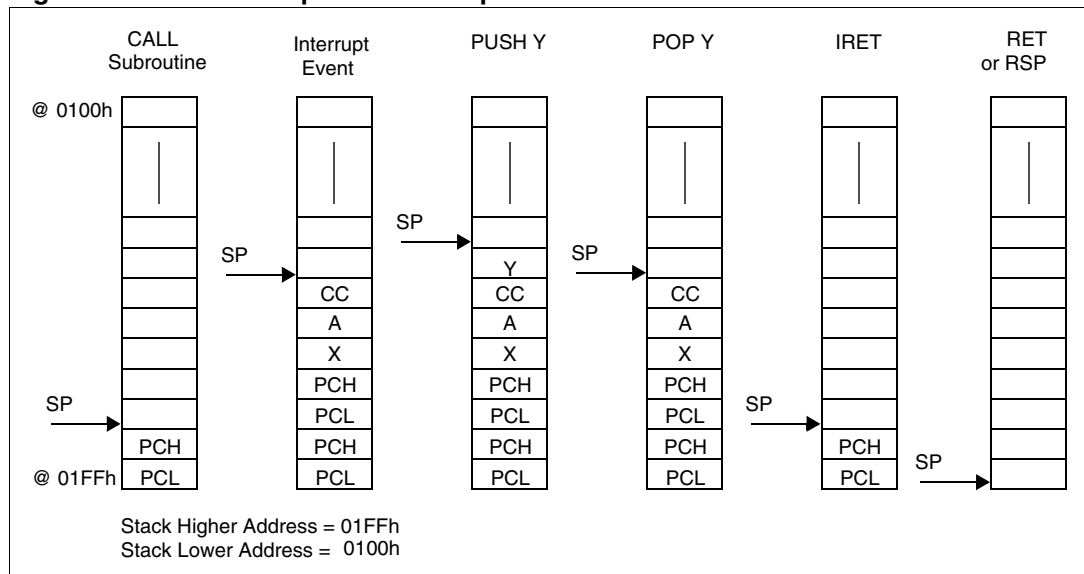 CALL
Subroutine
Interrupt
Event
PUSH Y
POP Y
IRET
RET
or RSP
@ 0100h
SP
SP
SP
Y
CC
CC
CC
A
A
A
X
X
X
PCH
PCH
PCH
SP
PCL
PCL
PCL
SP
PCH
PCH
PCH
PCH
PCH
SP
@ 01FFh
PCL
PCL
PCL
PCL
PCL
Stack Higher Address = 01FFh
Stack Lower Address = 0100h